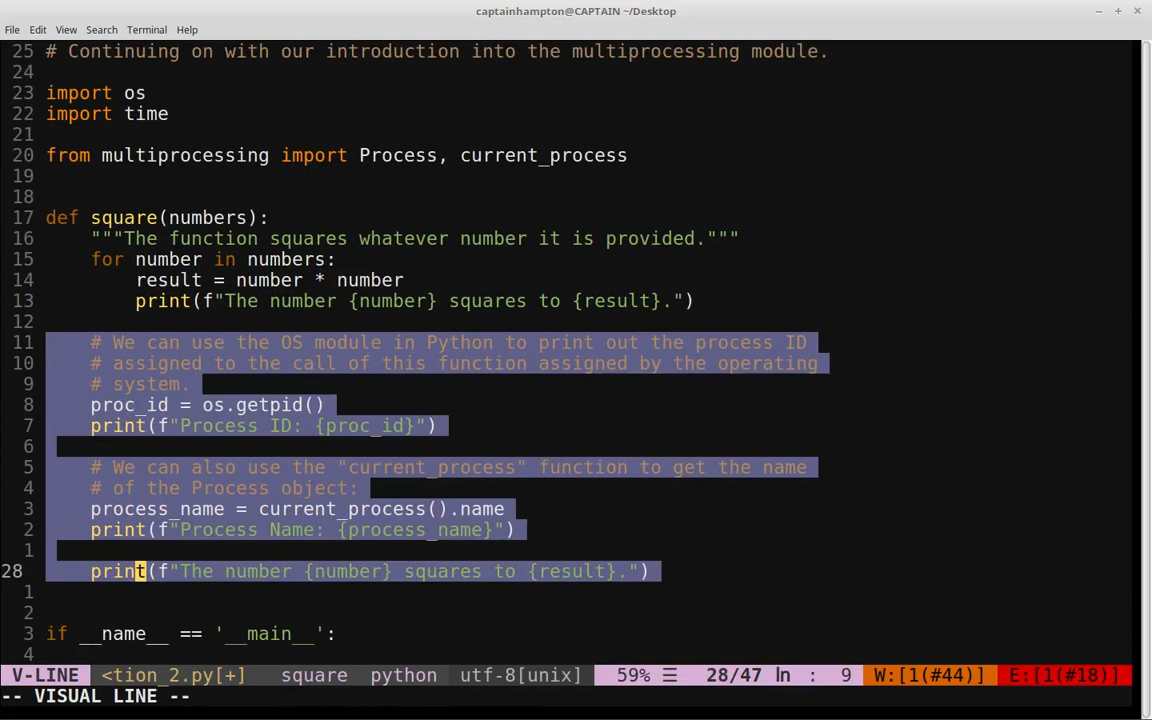 captainhampton@CAPTAIN ~/Desktop
File Edit View Search Terminal Help
25 # Continuing on with our introduction into the multiprocessing module.
24
23 import os
22 import time
21
20 from multiprocessing import Process, current_process
19
18
17 def square(numbers):
16     """The function squares whatever number it is provided."""
15     for number in numbers:
14         result = number * number
13         print(f"The number {number} squares to {result}.")
12
11     # We can use the OS module in Python to print out the process ID
10     # assigned to the call of this function assigned by the operating
9     # system.
8     proc_id = os.getpid()
7     print(f"Process ID: {proc_id}")
6
5     # We can also use the "current_process" function to get the name
4     # of the Process object:
3     process_name = current_process().name
2     print(f"Process Name: {process_name}")
1
28     print(f"The number {number} squares to {result}.")
1
2
3 if __name__ == '__main__':
4
V-LINE <tion_2.py[+] square python utf-8[unix] 59% ☰ 28/47 ln : 9 W:[1(#44)] E:[1(#18)]
-- VISUAL LINE --